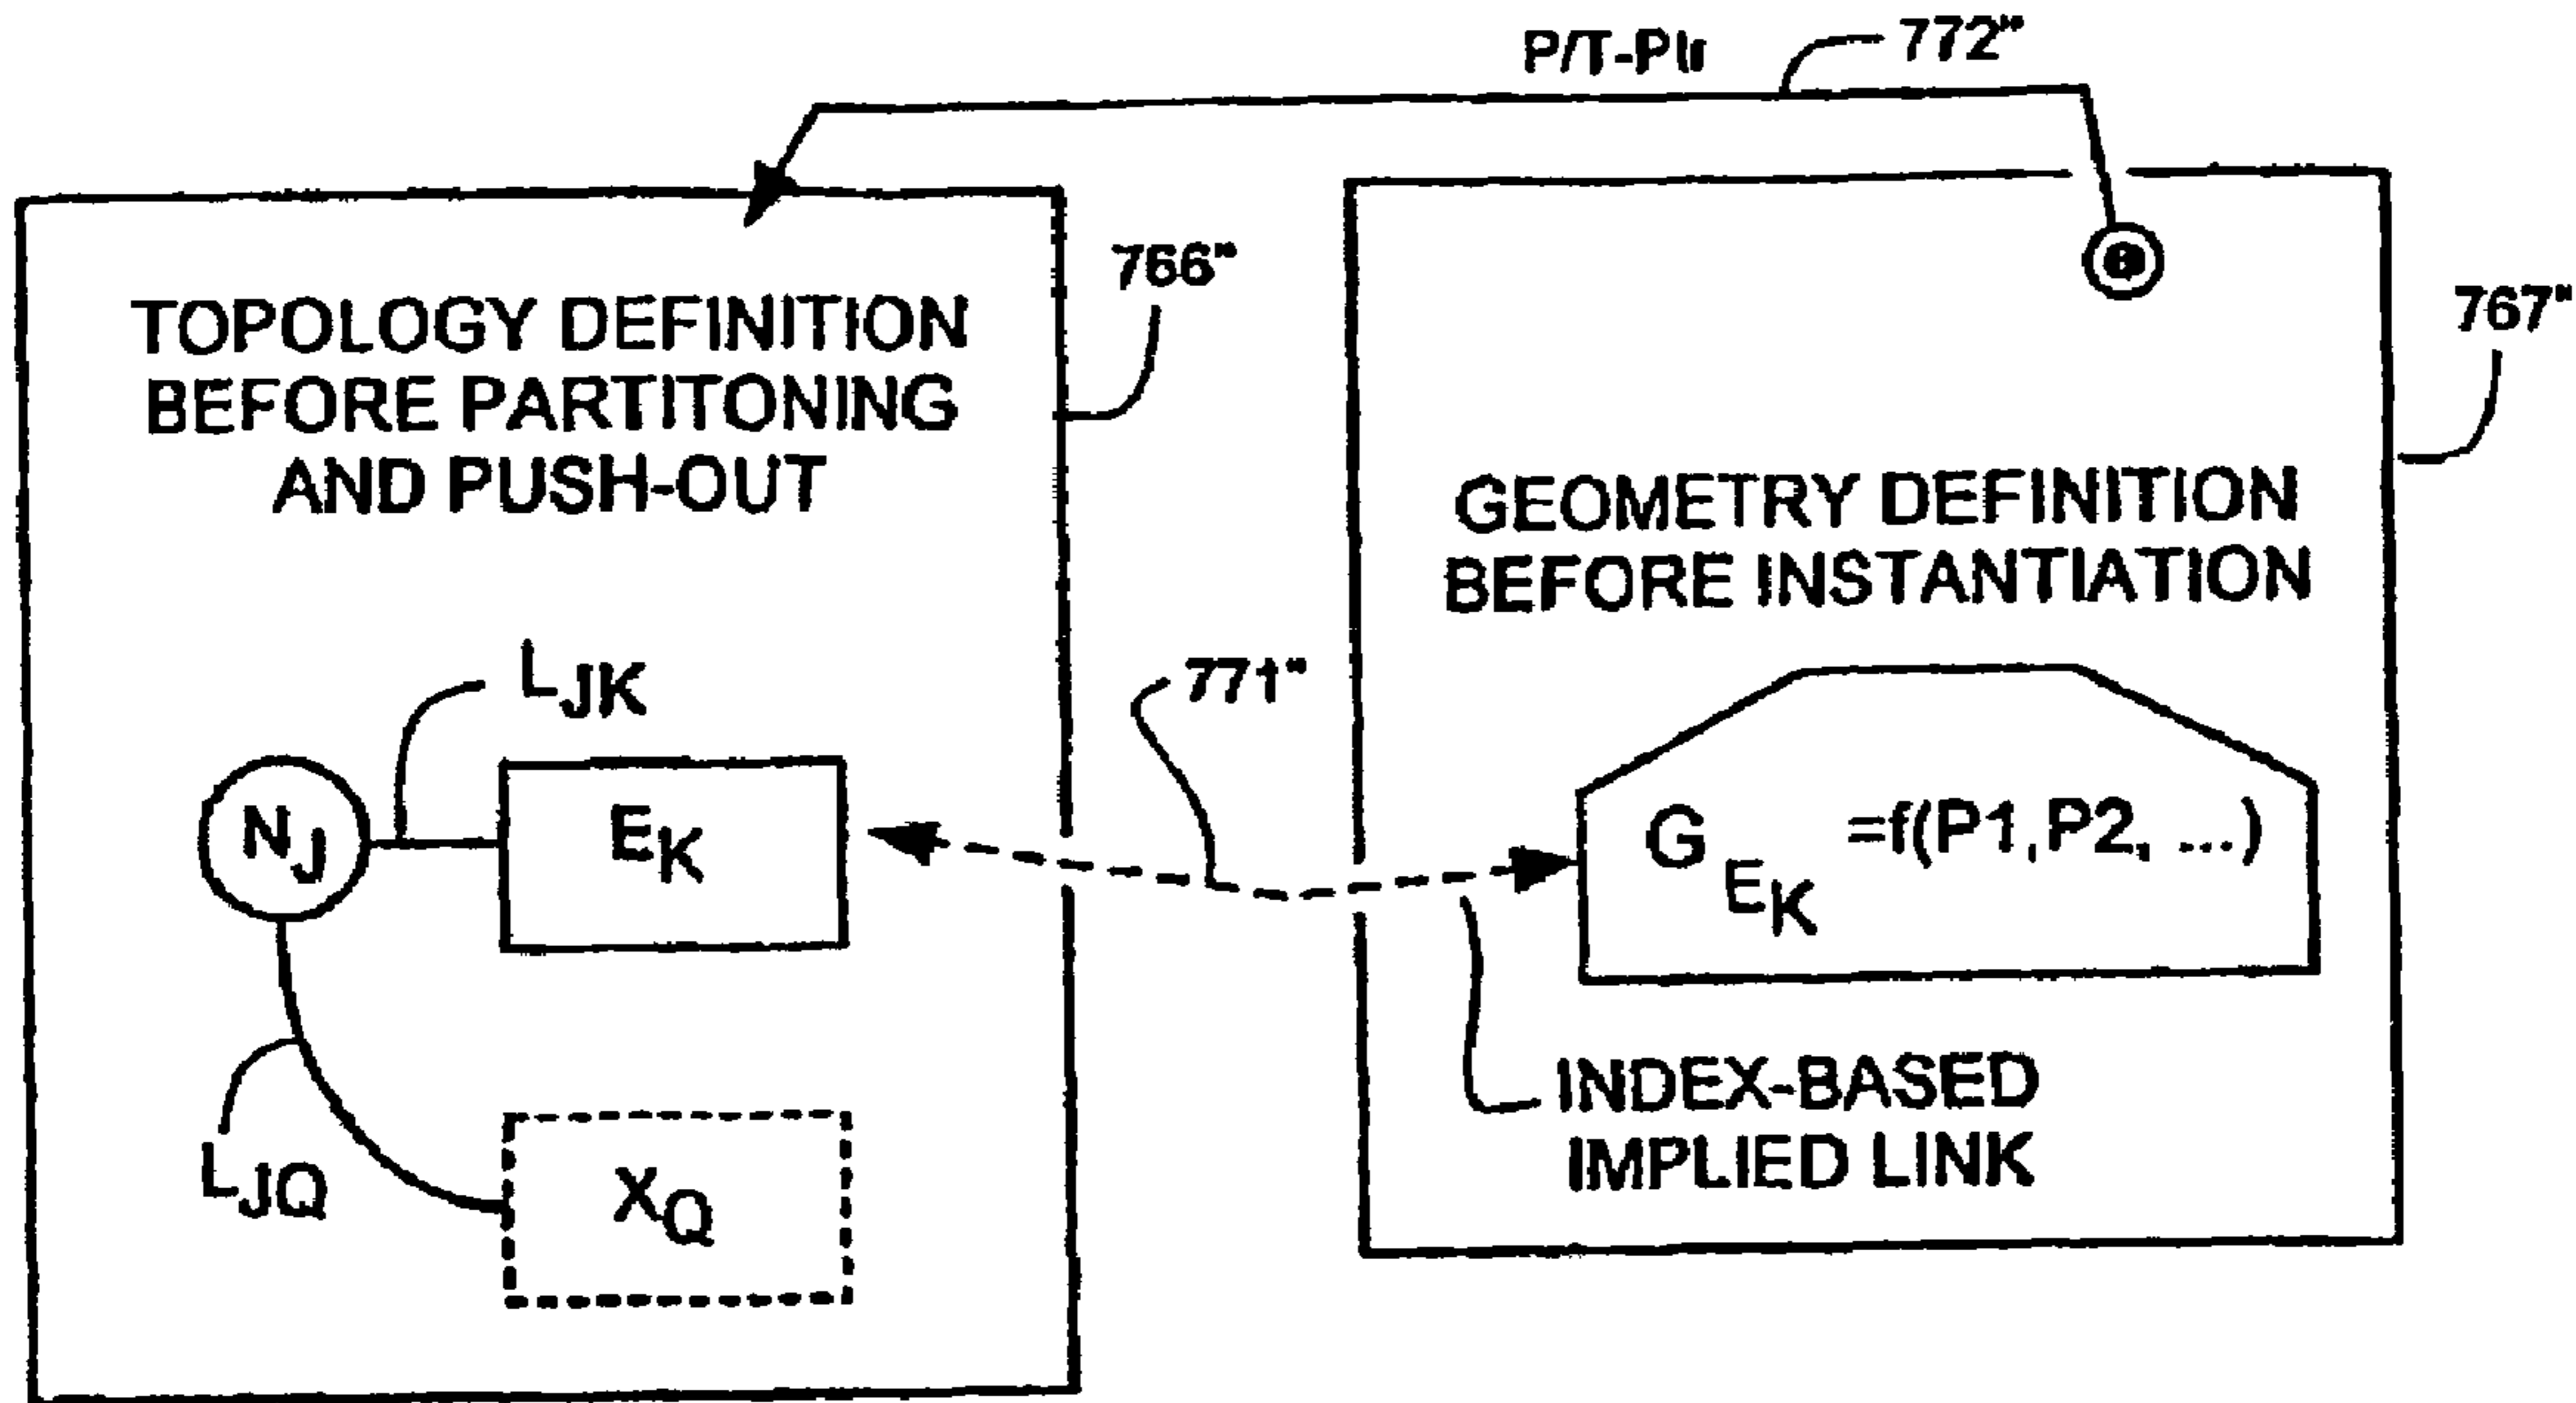 P/T-Ptr
772"
766"
767"
TOPOLOGY DEFINITION
BEFORE PARTITONING
AND PUSH-OUT
GEOMETRY DEFINITION
BEFORE INSTANTIATION
771"
LJK
NJ
EK
GEK =f(P1,P2, ...)
LJQ
XQ
INDEX-BASED
IMPLIED LINK